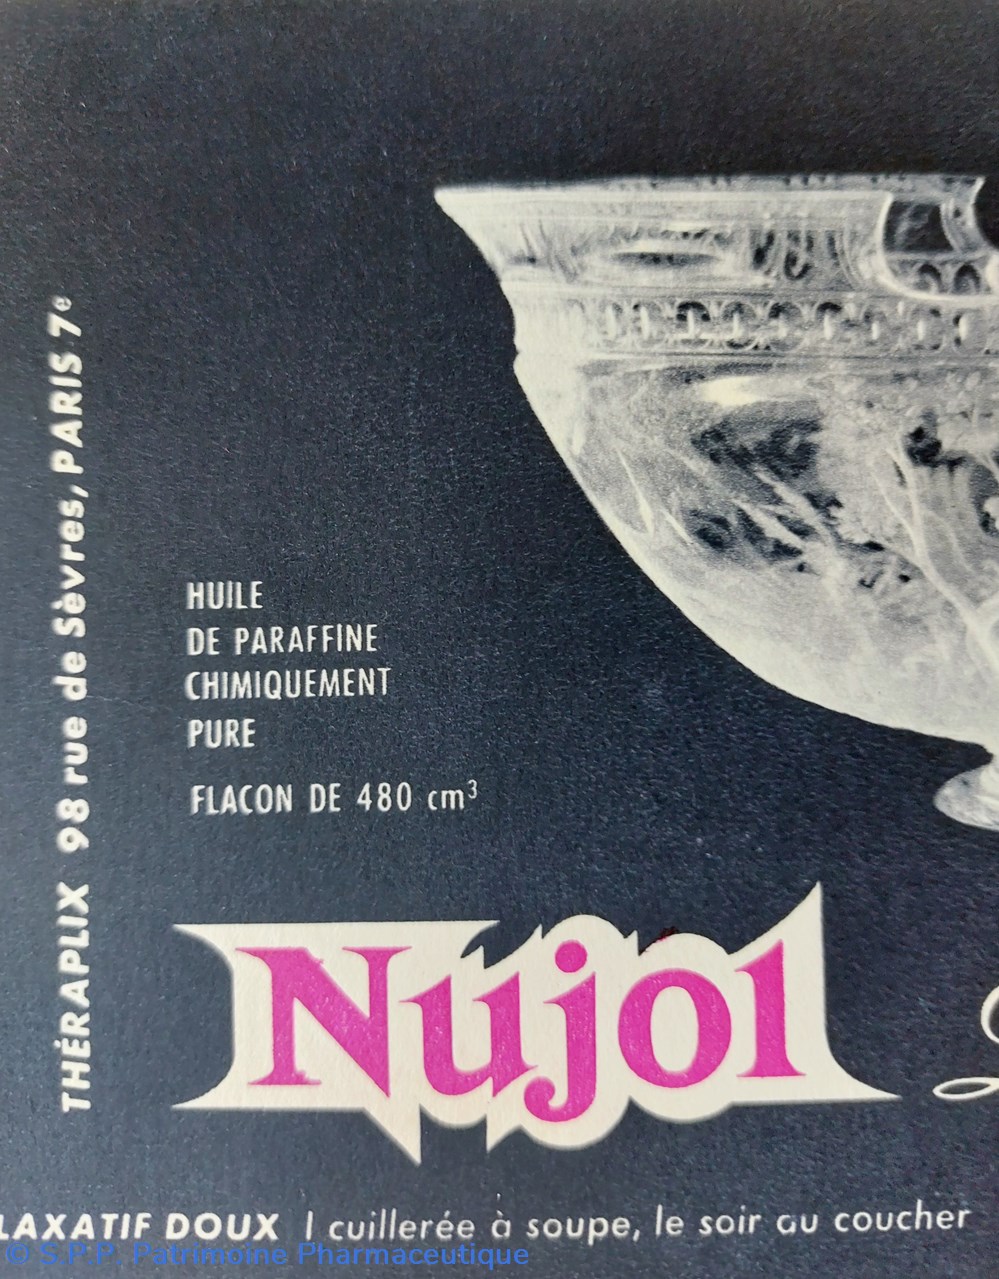 THÉRAPLIX 98 rue de Sèvres, PARIS 7e
HUILE
DE PARAFFINE
CHIMIQUEMENT
PURE
FLACON DE 480 cm³
Nujol
LAXATIF DOUX 1 cuillerée à soupe, le soir au coucher
© S.P.P. Patrimoine Pharmaceutique